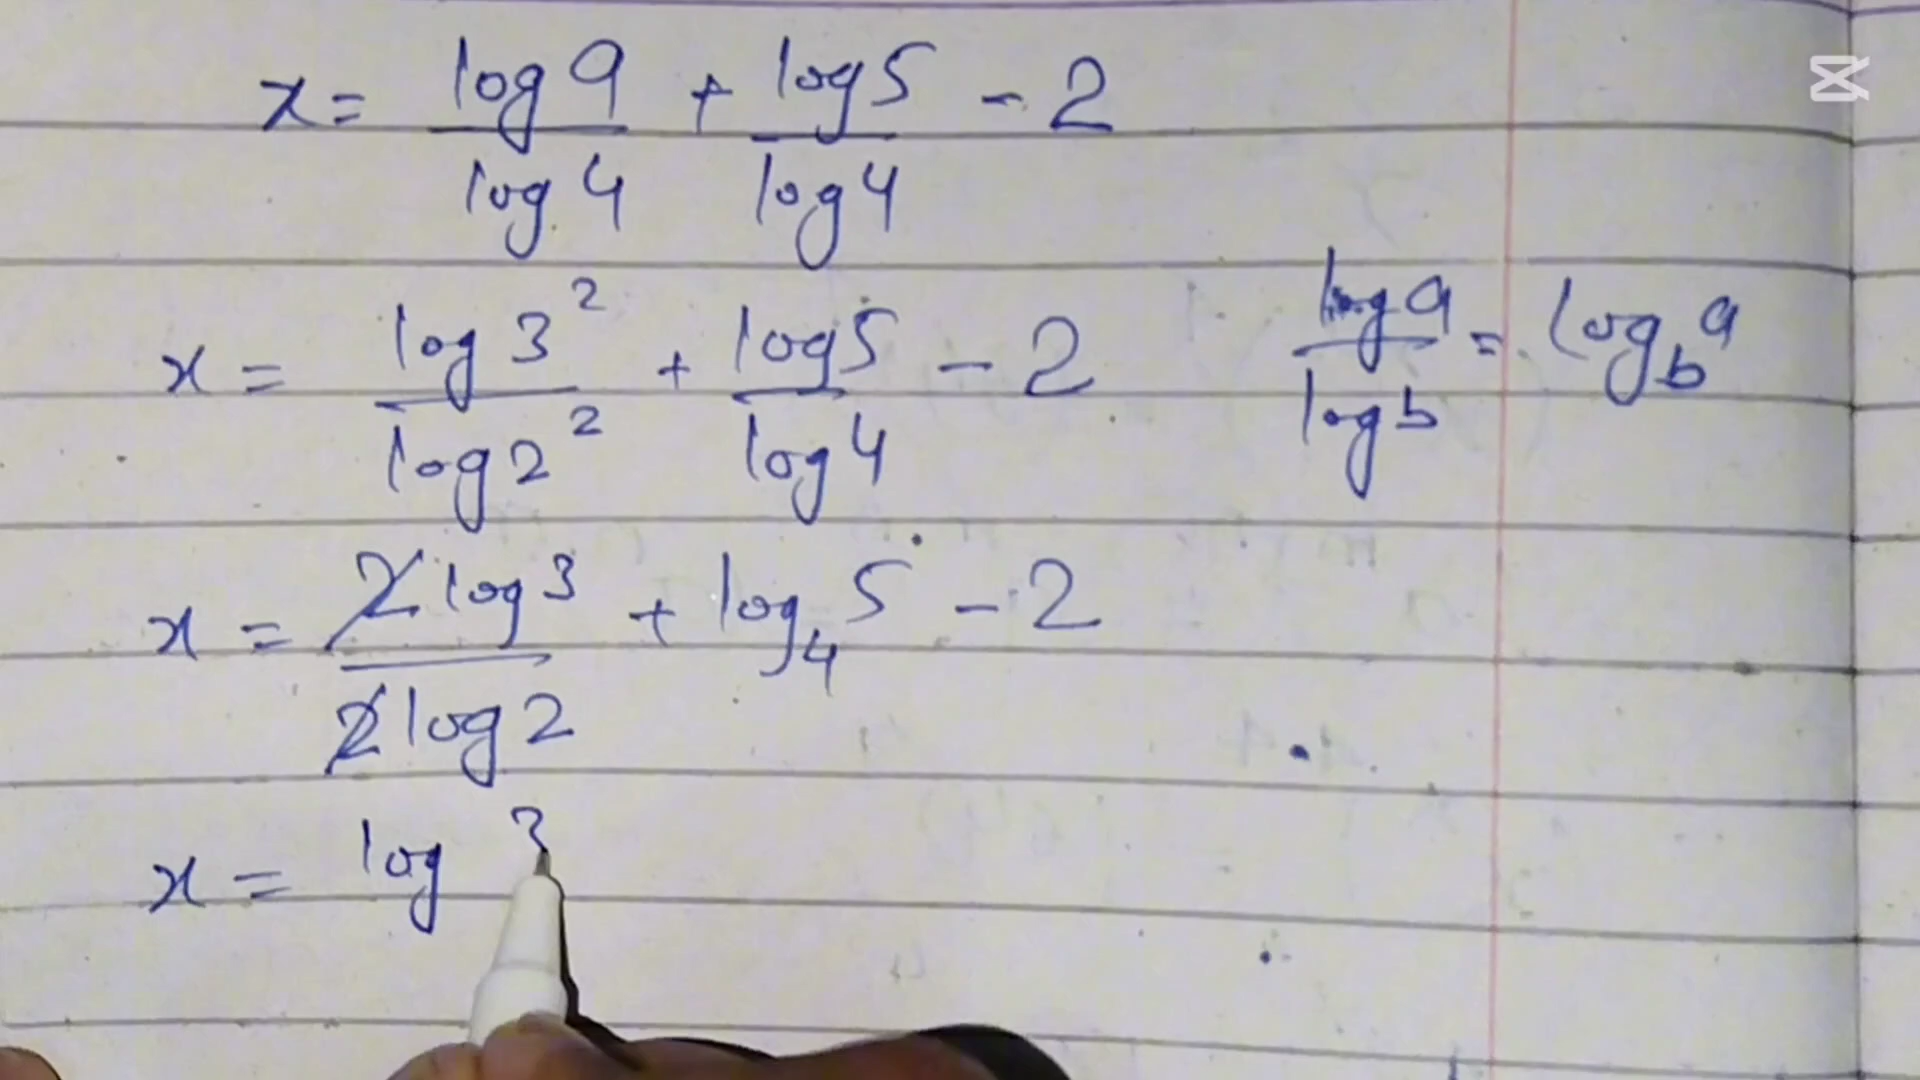 x = log 9 / log 4 + log 5 / log 4 - 2
x = log 3² / log 2² + log 5 / log 4 - 2
log a / log b = log_b a
x = 2 log 3 / 2 log 2 + log₄ 5 - 2
x = log 3